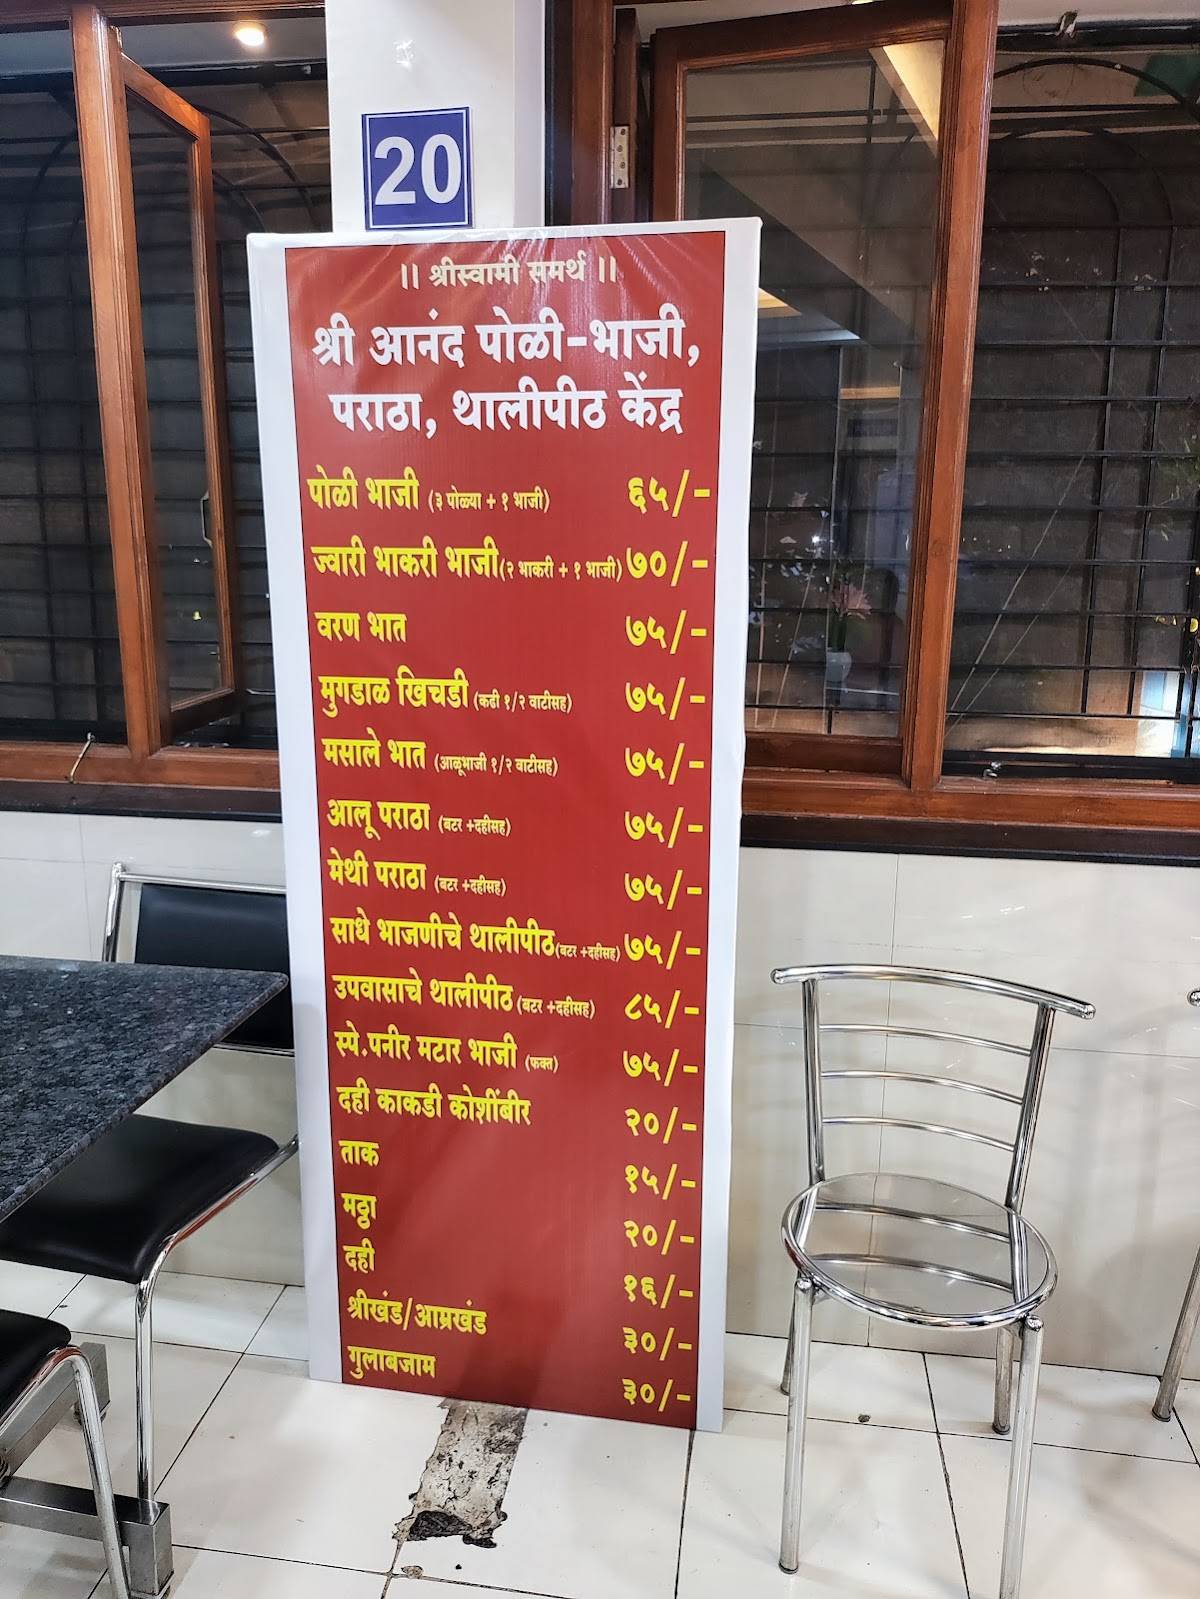 20
।। श्रीस्वामी समर्थ ।।
श्री आनंद पोळी-भाजी,
पराठा, थालीपीठ केंद्र
पोळी भाजी (३ पोळ्या + १ भाजी) ६५/-
ज्वारी भाकरी भाजी(२ भाकरी + १ भाजी) ७०/-
वरण भात ७५/-
मुगडाळ खिचडी (कढी १/२ वाटीसह) ७५/-
मसाले भात (आळूभाजी १/२ वाटीसह) ७५/-
आलू पराठा (बटर +दहीसह) ७५/-
मेथी पराठा (बटर +दहीसह) ७५/-
साधे भाजणीचे थालीपीठ(बटर +दहीसह) ७५/-
उपवासाचे थालीपीठ (बटर +दहीसह) ८५/-
स्पे.पनीर मटार भाजी (फक्त) ७५/-
दही काकडी कोशींबीर २०/-
ताक १५/-
मठ्ठा २०/-
दही १६/-
श्रीखंड/आम्रखंड ३०/-
गुलाबजाम ३०/-